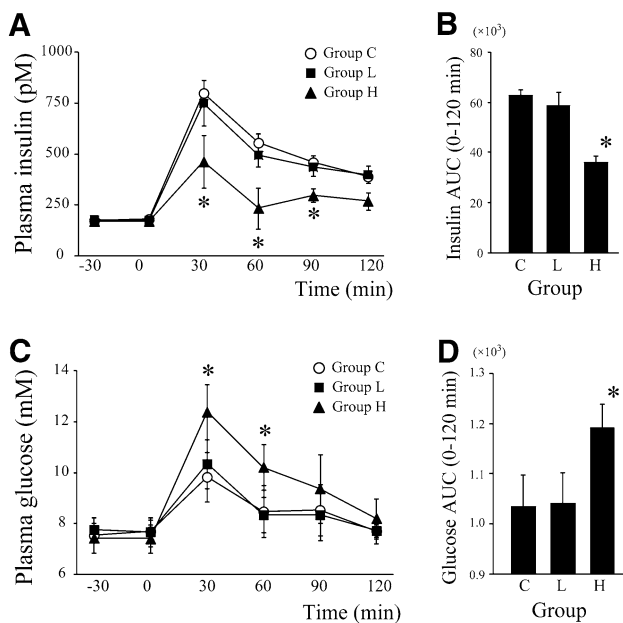 A
Plasma insulin (pM)
1000
750
500
250
0
-30 0 30 60 90 120
Time (min)
Group C
Group L
Group H
*
*
*
B
(×10³)
Insulin AUC (0-120 min)
80
60
40
20
0
*
C L H
Group
C
Plasma glucose (mM)
14
12
10
8
6
-30 0 30 60 90 120
Time (min)
Group C
Group L
Group H
*
*
D
(×10³)
Glucose AUC (0-120 min)
1.3
1.2
1.1
1.0
0.9
*
C L H
Group